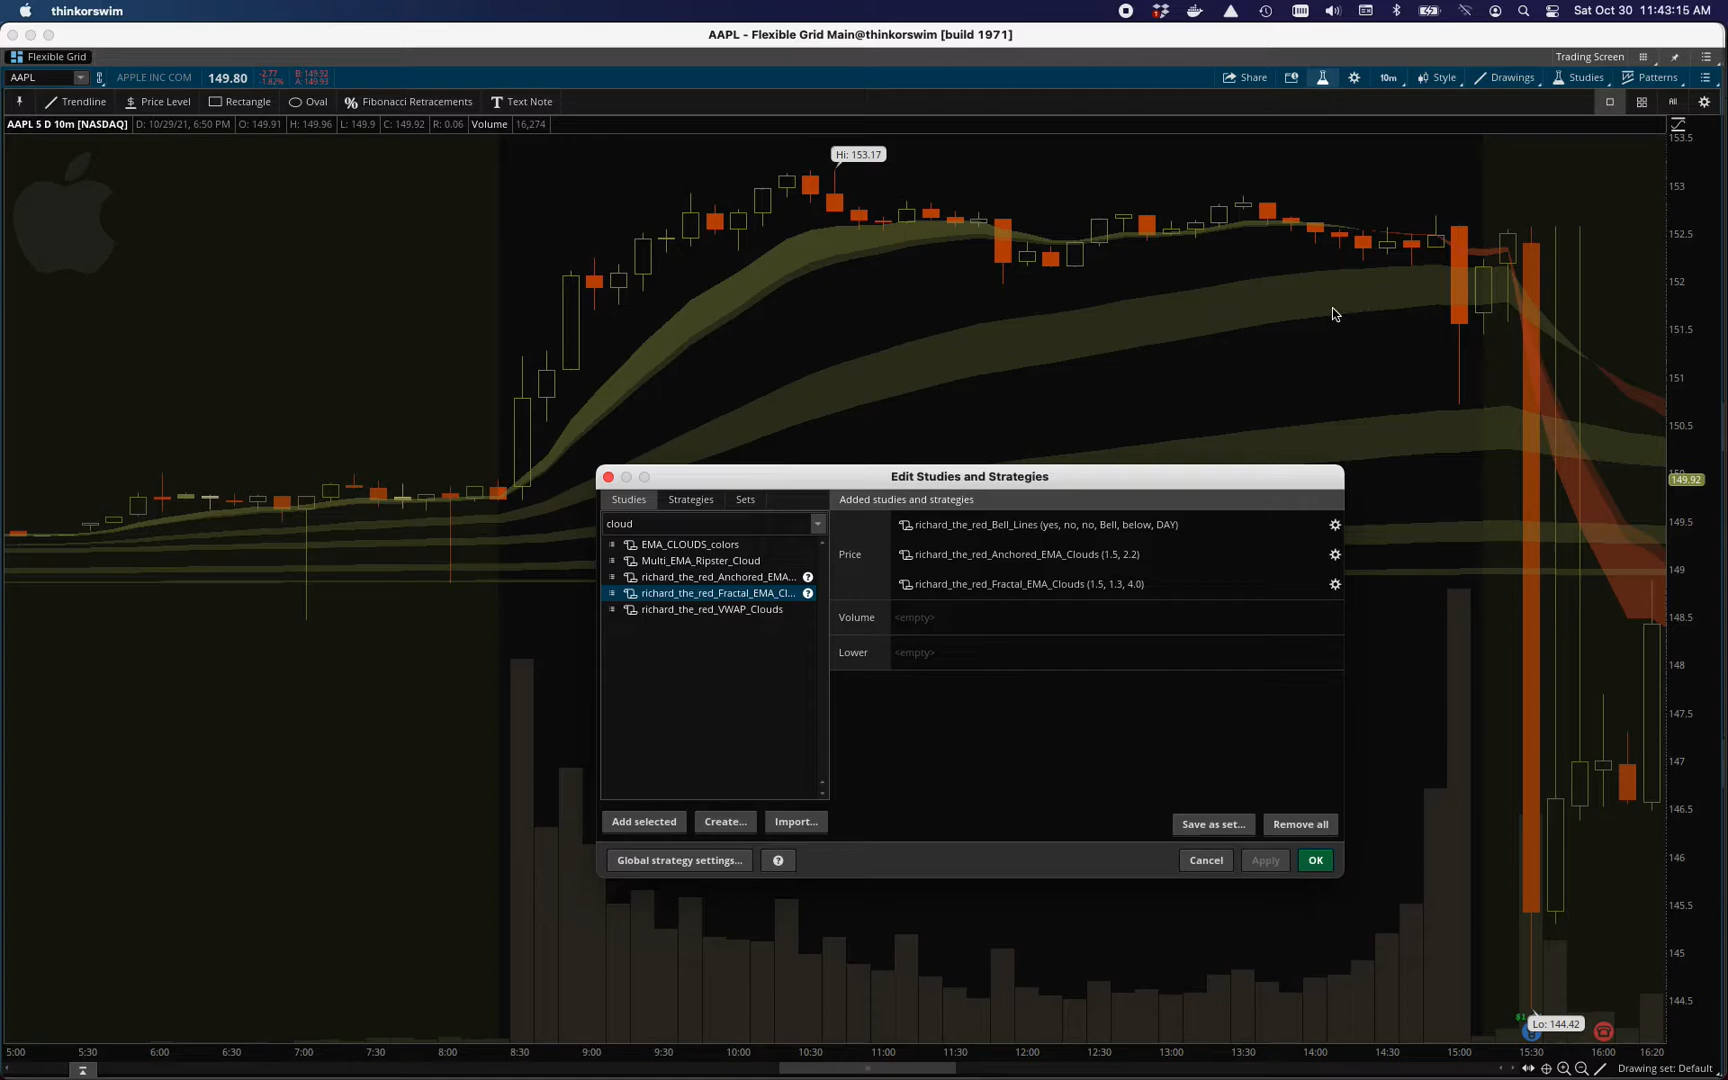 thinkorswim
Sat Oct 30 11:43:15 AM
AAPL - Flexible Grid Main@thinkorswim [build 1971]
Flexible Grid
Trading Screen
AAPL
APPLE INC COM
149.80
-2.77
-1.82%
B: 149.92
A: 149.93
Share
10m
Style
Drawings
Studies
Patterns
Trendline
Price Level
Rectangle
Oval
Fibonacci Retracements
Text Note
All
AAPL 5 D 10m [NASDAQ]
D: 10/29/21, 6:50 PM
O: 149.91
H: 149.96
L: 149.9
C: 149.92
R: 0.06
Volume
16,274
Hi: 153.17
153.5
153
152.5
152
151.5
151
150.5
149.92
149.5
149
148.5
148
147.5
147
146.5
146
145.5
145
144.5
Edit Studies and Strategies
Studies
Strategies
Sets
Added studies and strategies
cloud
EMA_CLOUDS_colors
Multi_EMA_Ripster_Cloud
richard_the_red_Anchored_EMA...
richard_the_red_Fractal_EMA_Cl...
richard_the_red_VWAP_Clouds
Price
richard_the_red_Bell_Lines (yes, no, no, Bell, below, DAY)
richard_the_red_Anchored_EMA_Clouds (1.5, 2.2)
richard_the_red_Fractal_EMA_Clouds (1.5, 1.3, 4.0)
Volume
<empty>
Lower
<empty>
Add selected
Create...
Import...
Save as set...
Remove all
Global strategy settings...
?
Cancel
Apply
OK
Lo: 144.42
5:00
5:30
6:00
6:30
7:00
7:30
8:00
8:30
9:00
9:30
10:00
10:30
11:00
11:30
12:00
12:30
13:00
13:30
14:00
14:30
15:00
15:30
16:00
16:20
Drawing set: Default